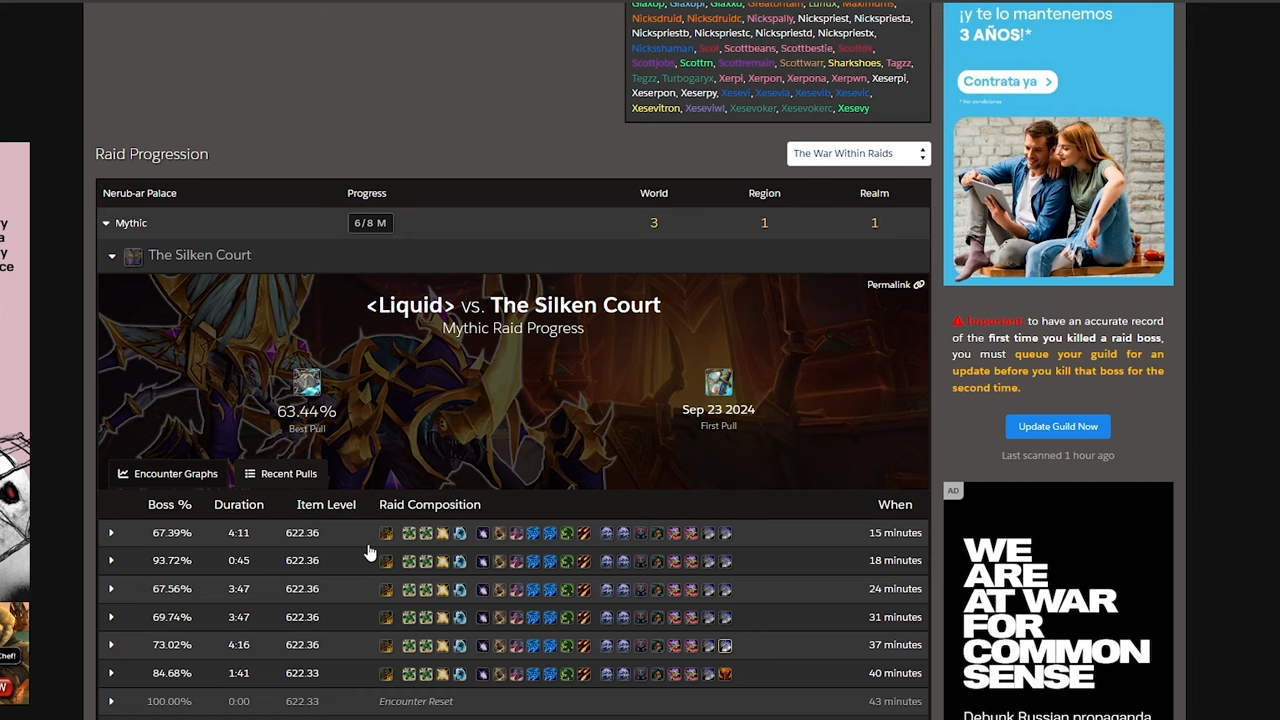 Nicksdruid, Nicksdruidc, Nickspally, Nickspriest, Nickspriesta,
Nickspriestb, Nickspriestc, Nickspriestd, Nickspriestx,
Nicksshaman, Scottbeans, Scottbestie,
Scottjobs, Scottm, Scottremain, Scottwarr, Sharkshoes, Tagzz,
Tegzz, Turbogaryx, Xerpl, Xerpon, Xerpona, Xerpwn, Xeserpi,
Xeserpon, Xeserpy, Xesevi, Xesevia, Xesevib, Xesevic,
Xesevitron, Xeseviwl, Xesevoker, Xesevokerc, Xesevy
Raid Progression
The War Within Raids
Nerub-ar Palace Progress World Region Realm
Mythic 6/8 M 3 1 1
The Silken Court
Permalink
<Liquid> vs. The Silken Court
Mythic Raid Progress
63.44%
Best Pull
Sep 23 2024
First Pull
Encounter Graphs Recent Pulls
Boss % Duration Item Level Raid Composition When
67.39% 4:11 622.36 15 minutes
93.72% 0:45 622.36 18 minutes
67.56% 3:47 622.36 24 minutes
69.74% 3:47 622.36 31 minutes
73.02% 4:16 622.36 37 minutes
84.68% 1:41 622.33 40 minutes
100.00% 0:00 622.33 Encounter Reset 43 minutes
¡y te lo mantenemos
3 AÑOS!*
Contrata ya >
* Ver condiciones
Important: to have an accurate record
of the first time you killed a raid boss,
you must queue your guild for an
update before you kill that boss for the
second time.
Update Guild Now
Last scanned 1 hour ago
AD
WE
ARE
AT WAR
FOR
COMMON
SENSE
Debunk Russian propaganda